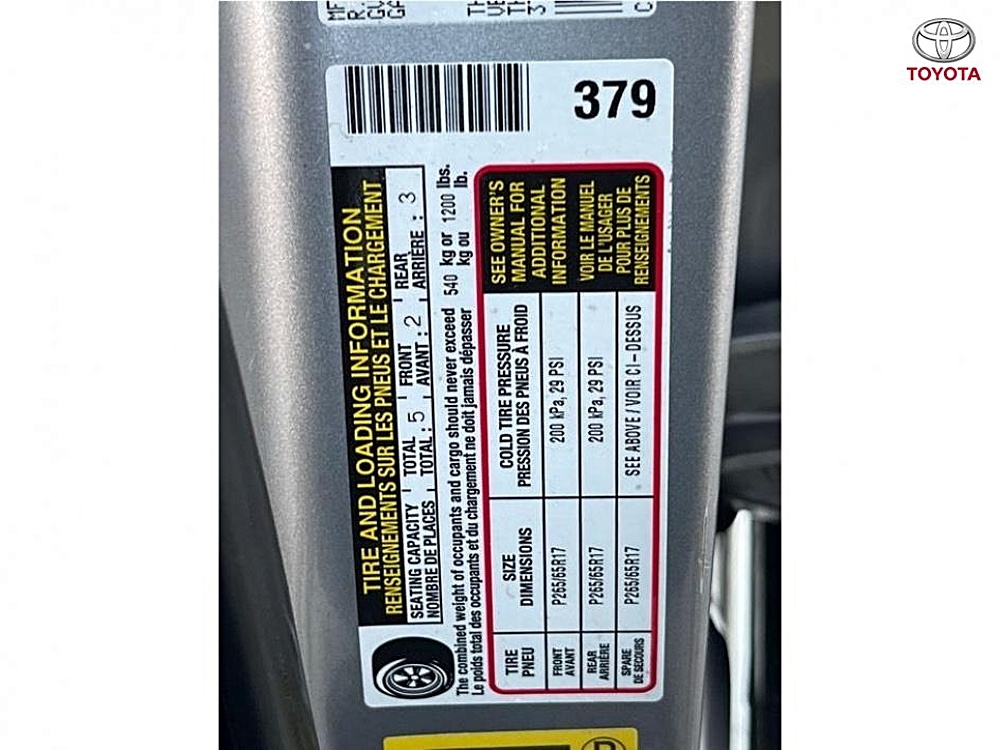 TOYOTA
379
TIRE AND LOADING INFORMATION
RENSEIGNEMENTS SUR LES PNEUS ET LE CHARGEMENT
SEATING CAPACITY TOTAL FRONT REAR
NOMBRE DE PLACES TOTAL : 5 AVANT : 2 ARRIÈRE : 3
The combined weight of occupants and cargo should never exceed 540 kg or 1200 lbs.
Le poids total des occupants et du chargement ne doit jamais dépasser kg ou lb.
TIRE SIZE COLD TIRE PRESSURE
PNEU DIMENSIONS PRESSION DES PNEUS À FROID
FRONT
AVANT
P265/65R17 200 kPa, 29 PSI
REAR
ARRIÈRE
P265/65R17 200 kPa, 29 PSI
SPARE
DE SECOURS
P265/65R17 SEE ABOVE / VOIR CI – DESSUS
SEE OWNER'S
MANUAL FOR
ADDITIONAL
INFORMATION
VOIR LE MANUEL
DE L'USAGER
POUR PLUS DE
RENSEIGNEMENTS